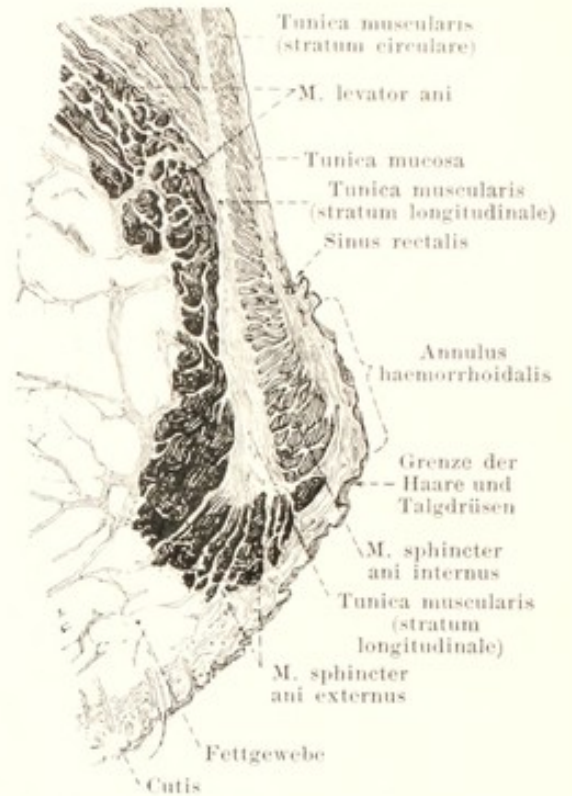 Tunica muscularis
(stratum circulare)
M. levator ani
Tunica mucosa
Tunica muscularis
(stratum longitudinale)
Sinus rectalis
Annulus
haemorrhoidalis
Grenze der
Haare und
Talgdrüsen
M. sphincter
ani internus
Tunica muscularis
(stratum
longitudinale)
M. sphincter
ani externus
Fettgewebe
Cutis